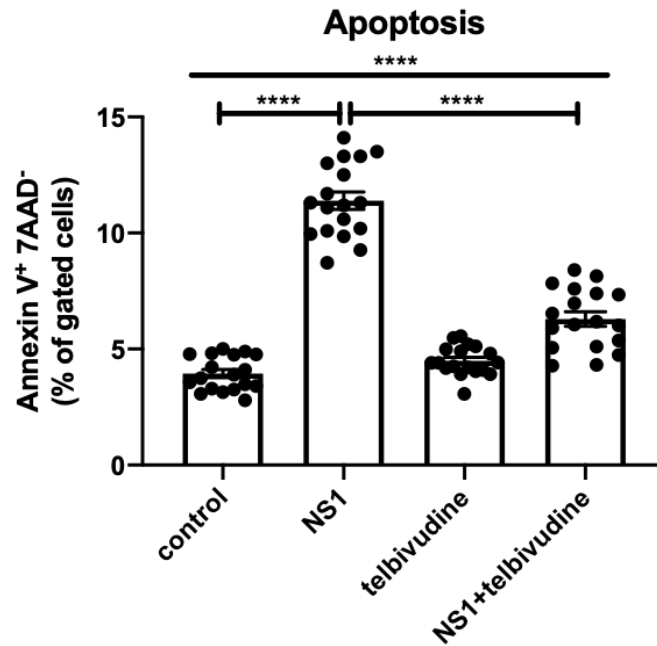 Apoptosis
****
**** ****
Annexin V⁺ 7AAD⁻
(% of gated cells)
15
10
5
0
control
NS1
telbivudine
NS1+telbivudine